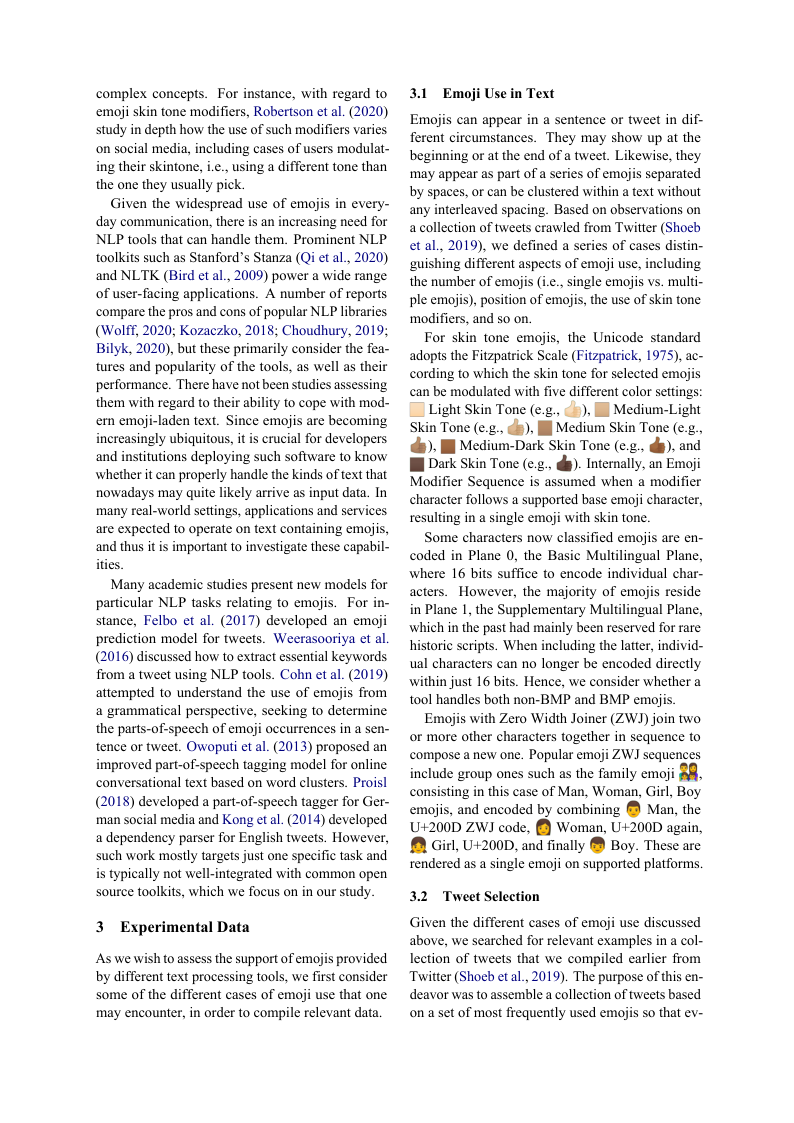 complex concepts. For instance, with regard to
emoji skin tone modifiers, Robertson et al. (2020)
study in depth how the use of such modifiers varies
on social media, including cases of users modulat-
ing their skintone, i.e., using a different tone than
the one they usually pick.
Given the widespread use of emojis in every-
day communication, there is an increasing need for
NLP tools that can handle them. Prominent NLP
toolkits such as Stanford's Stanza (Qi et al., 2020)
and NLTK (Bird et al., 2009) power a wide range
of user-facing applications. A number of reports
compare the pros and cons of popular NLP libraries
(Wolff, 2020; Kozaczko, 2018; Choudhury, 2019;
Bilyk, 2020), but these primarily consider the fea-
tures and popularity of the tools, as well as their
performance. There have not been studies assessing
them with regard to their ability to cope with mod-
ern emoji-laden text. Since emojis are becoming
increasingly ubiquitous, it is crucial for developers
and institutions deploying such software to know
whether it can properly handle the kinds of text that
nowadays may quite likely arrive as input data. In
many real-world settings, applications and services
are expected to operate on text containing emojis,
and thus it is important to investigate these capabil-
ities.
Many academic studies present new models for
particular NLP tasks relating to emojis. For in-
stance, Felbo et al. (2017) developed an emoji
prediction model for tweets. Weerasooriya et al.
(2016) discussed how to extract essential keywords
from a tweet using NLP tools. Cohn et al. (2019)
attempted to understand the use of emojis from
a grammatical perspective, seeking to determine
the parts-of-speech of emoji occurrences in a sen-
tence or tweet. Owoputi et al. (2013) proposed an
improved part-of-speech tagging model for online
conversational text based on word clusters. Proisl
(2018) developed a part-of-speech tagger for Ger-
man social media and Kong et al. (2014) developed
a dependency parser for English tweets. However,
such work mostly targets just one specific task and
is typically not well-integrated with common open
source toolkits, which we focus on in our study.
3 Experimental Data
As we wish to assess the support of emojis provided
by different text processing tools, we first consider
some of the different cases of emoji use that one
may encounter, in order to compile relevant data.
3.1 Emoji Use in Text
Emojis can appear in a sentence or tweet in dif-
ferent circumstances. They may show up at the
beginning or at the end of a tweet. Likewise, they
may appear as part of a series of emojis separated
by spaces, or can be clustered within a text without
any interleaved spacing. Based on observations on
a collection of tweets crawled from Twitter (Shoeb
et al., 2019), we defined a series of cases distin-
guishing different aspects of emoji use, including
the number of emojis (i.e., single emojis vs. multi-
ple emojis), position of emojis, the use of skin tone
modifiers, and so on.
For skin tone emojis, the Unicode standard
adopts the Fitzpatrick Scale (Fitzpatrick, 1975), ac-
cording to which the skin tone for selected emojis
can be modulated with five different color settings:
🏻 Light Skin Tone (e.g., 👍🏻), 🏼 Medium-Light
Skin Tone (e.g., 👍🏼), 🏽 Medium Skin Tone (e.g.,
👍🏽), 🏾 Medium-Dark Skin Tone (e.g., 👍🏾), and
🏿 Dark Skin Tone (e.g., 👍🏿). Internally, an Emoji
Modifier Sequence is assumed when a modifier
character follows a supported base emoji character,
resulting in a single emoji with skin tone.
Some characters now classified emojis are en-
coded in Plane 0, the Basic Multilingual Plane,
where 16 bits suffice to encode individual char-
acters. However, the majority of emojis reside
in Plane 1, the Supplementary Multilingual Plane,
which in the past had mainly been reserved for rare
historic scripts. When including the latter, individ-
ual characters can no longer be encoded directly
within just 16 bits. Hence, we consider whether a
tool handles both non-BMP and BMP emojis.
Emojis with Zero Width Joiner (ZWJ) join two
or more other characters together in sequence to
compose a new one. Popular emoji ZWJ sequences
include group ones such as the family emoji 👨‍👩‍👧‍👦,
consisting in this case of Man, Woman, Girl, Boy
emojis, and encoded by combining 👨 Man, the
U+200D ZWJ code, 👩 Woman, U+200D again,
👧 Girl, U+200D, and finally 👦 Boy. These are
rendered as a single emoji on supported platforms.
3.2 Tweet Selection
Given the different cases of emoji use discussed
above, we searched for relevant examples in a col-
lection of tweets that we compiled earlier from
Twitter (Shoeb et al., 2019). The purpose of this en-
deavor was to assemble a collection of tweets based
on a set of most frequently used emojis so that ev-